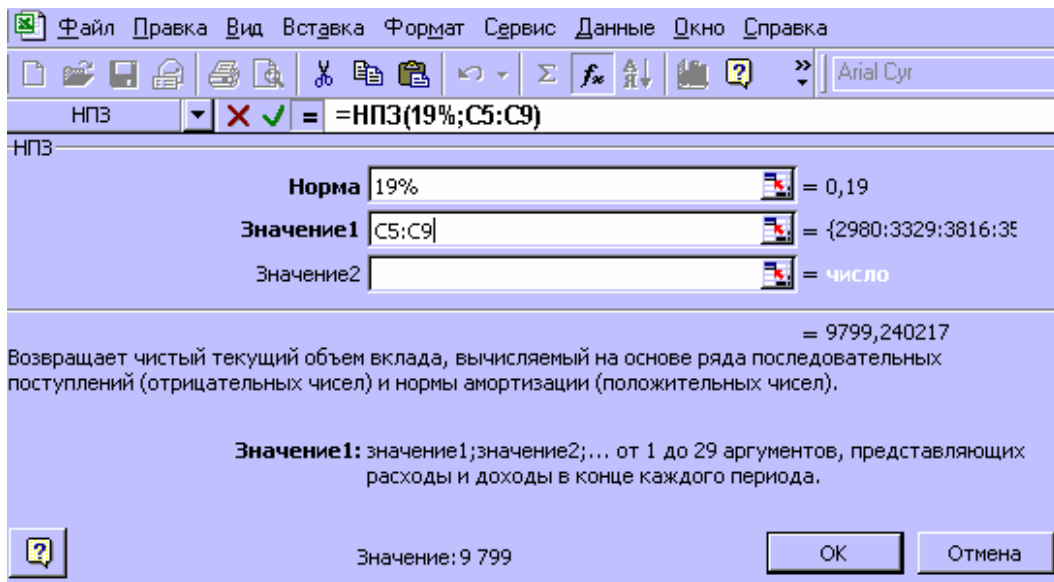 Файл Правка Вид Вставка Формат Сервис Данные Окно Справка
Arial Cyr
НПЗ = =НПЗ(19%;C5:C9)
НПЗ
Норма 19% = 0,19
Значение1 C5:C9 = {2980:3329:3816:35
Значение2 = число
= 9799,240217
Возвращает чистый текущий объем вклада, вычисляемый на основе ряда последовательных
поступлений (отрицательных чисел) и нормы амортизации (положительных чисел).
Значение1: значение1;значение2;... от 1 до 29 аргументов, представляющих
расходы и доходы в конце каждого периода.
Значение:9 799 ОК Отмена